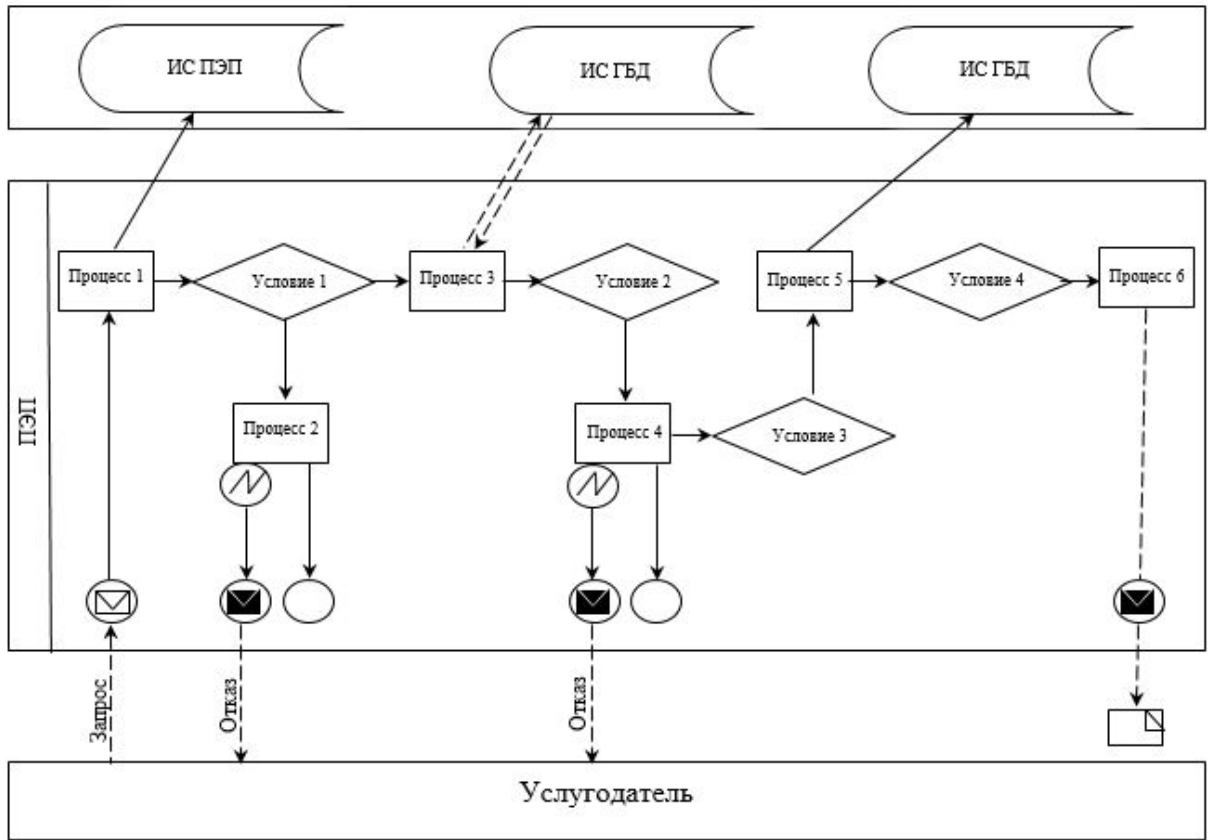 ИС ПЭП
ИС ГБД
ИС ГБД
ПЭП
Процесс 1
Условие 1
Процесс 3
Условие 2
Процесс 5
Условие 4
Процесс 6
Процесс 2
Процесс 4
Условие 3
Запрос
Отказ
Отказ
Услугодатель